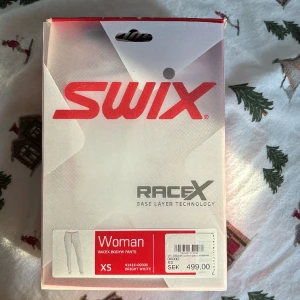 SWIX
RACEX
BASE LAYER TECHNOLOGY
Woman
RACEX BODYW PANTS
XS
BRIGHT WHITE
SEK 499,00